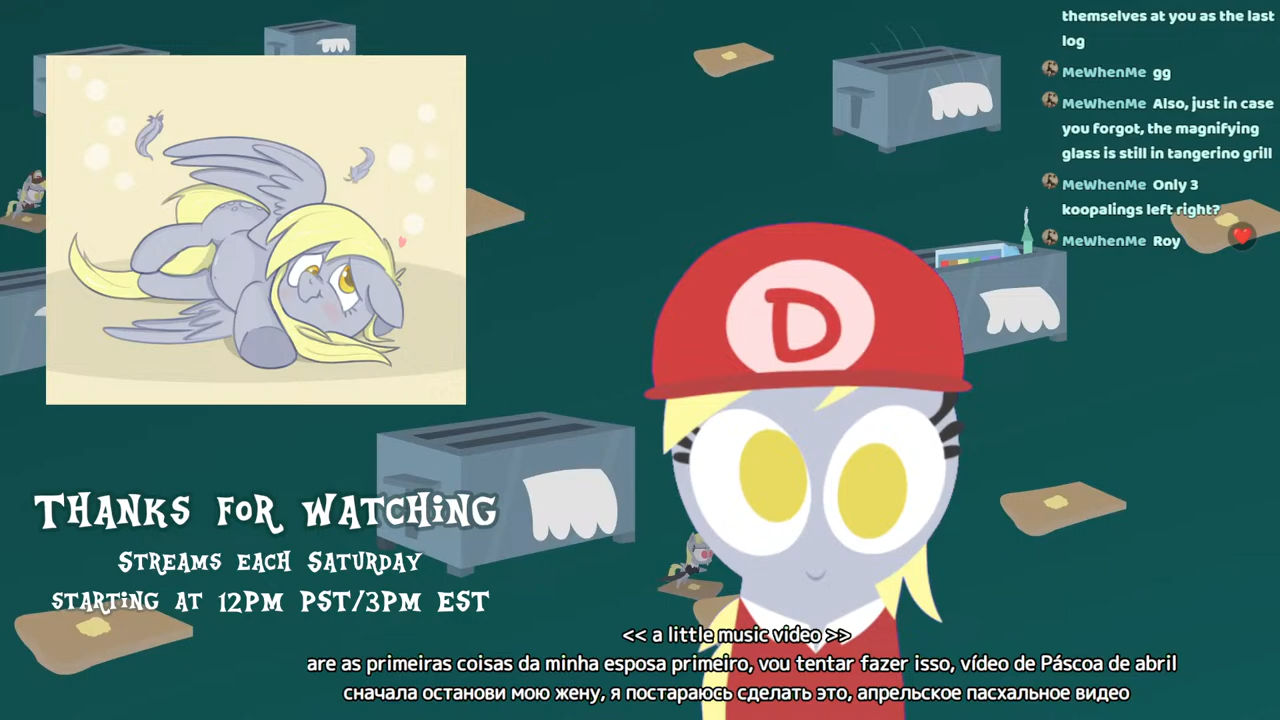 themselves at you as the last
log
MeWhenMe gg
MeWhenMe Also, just in case
you forgot, the magnifying
glass is still in tangerino grill
MeWhenMe Only 3
koopalings left right?
MeWhenMe Roy
D
THANKS FOR WATCHING
STREAMS EACH SATURDAY
STARTING AT 12PM PST/3PM EST
<< a little music video >>
are as primeiras coisas da minha esposa primeiro, vou tentar fazer isso, vídeo de Páscoa de abril
сначала останови мою жену, я постараюсь сделать это, апрельское пасхальное видео